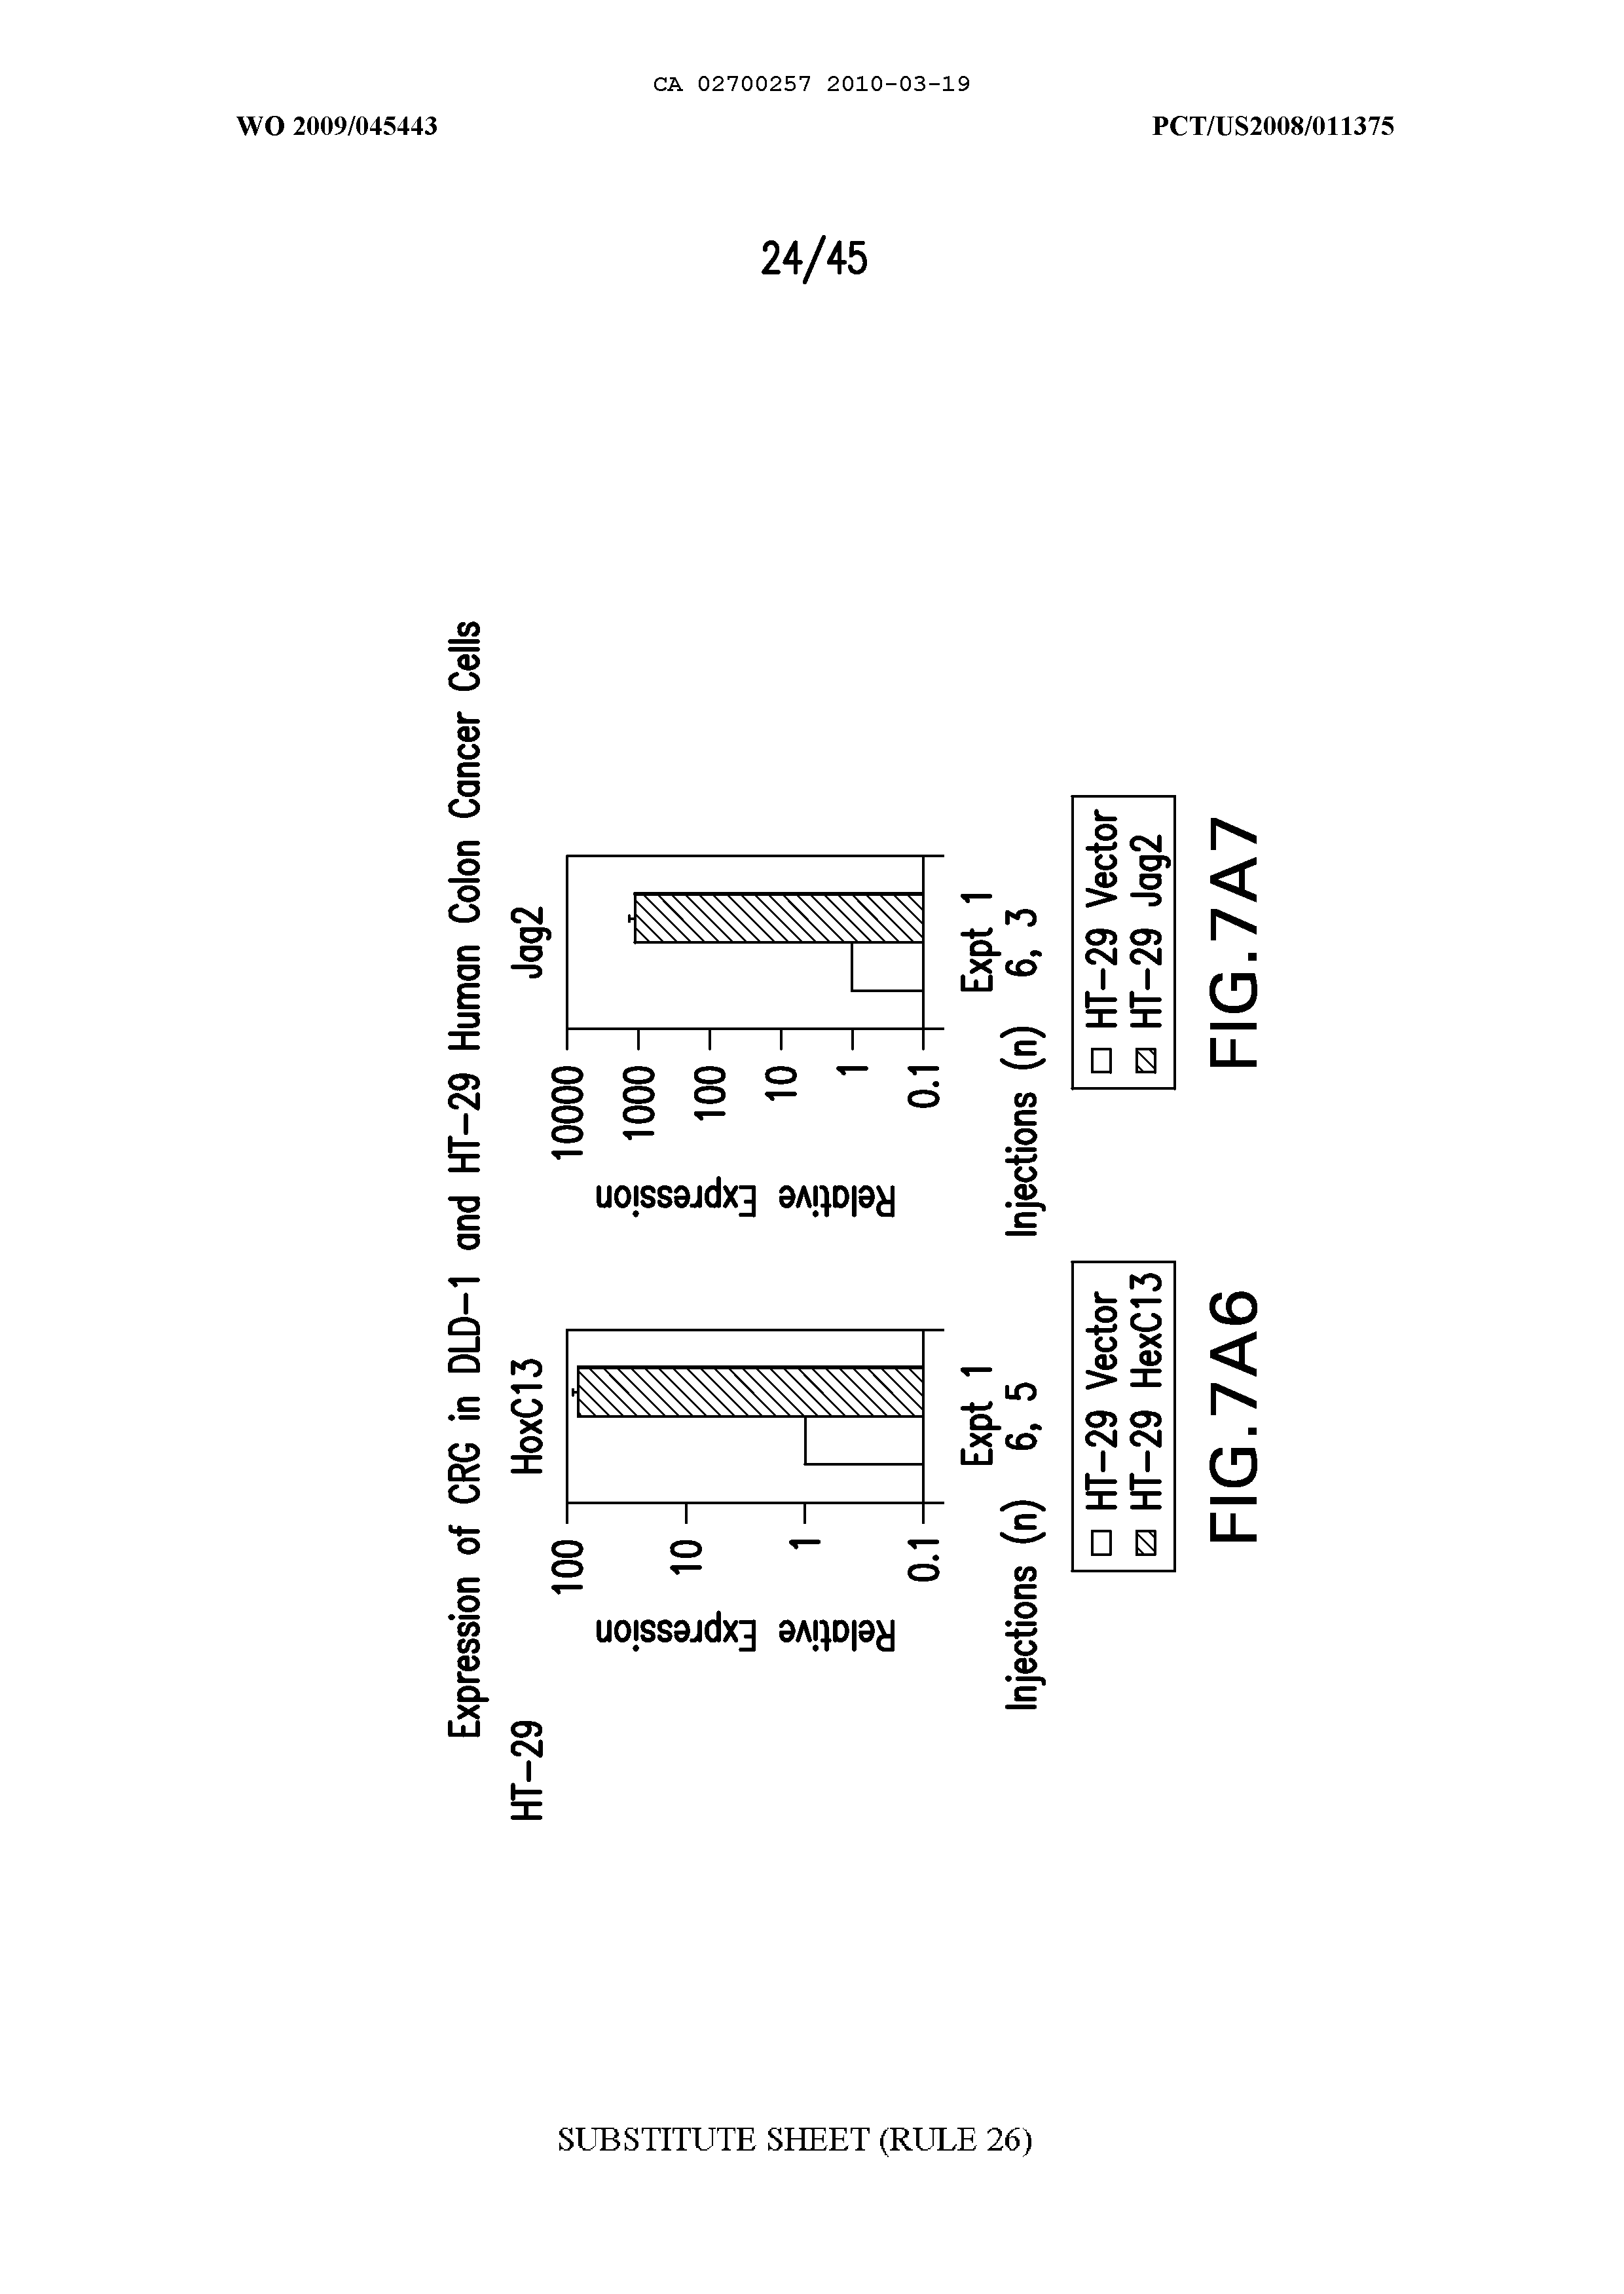 CA 02700257 2010-03-19
WO 2009/045443 PCT/US2008/011375
24/45
Expression of CRG in DLD-1 and HT-29 Human Colon Cancer Cells
HT-29
HoxC13
Relative Expression
100
10
1
0.1
Expt 1
Injections (n) 6, 5
HT-29 Vector
HT-29 HexC13
FIG.7A6
Jag2
Relative Expression
10000
1000
100
10
1
0.1
Expt 1
Injections (n) 6, 3
HT-29 Vector
HT-29 Jag2
FIG.7A7
SUBSTITUTE SHEET (RULE 26)